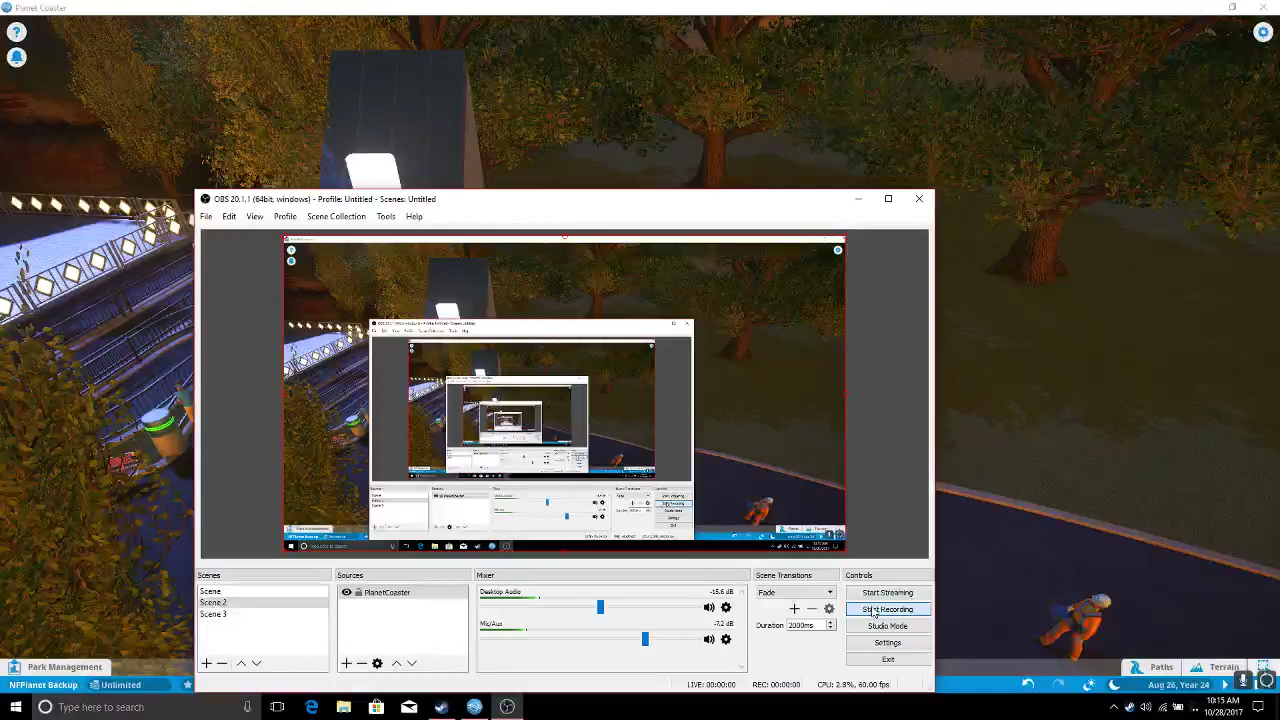 Planet Coaster
?
OBS 20.1.1 (64bit, windows) - Profile: Untitled - Scenes: Untitled
File Edit View Profile Scene Collection Tools Help
Scenes Sources Mixer Scene Transitions Controls
Scene
Scene 2
Scene 3
PlanetCoaster
Desktop Audio -15.6 dB
Mic/Aux -7.2 dB
Fade
Duration 2000ms
Start Streaming
Start Recording
Studio Mode
Settings
Exit
LIVE: 00:00:00 REC: 00:00:00 CPU: 2.8%, 60.00 fps
Park Management
Paths Terrain
NFPlanet Backup Unlimited
Aug 26, Year 24
Type here to search
10:15 AM
10/28/2017